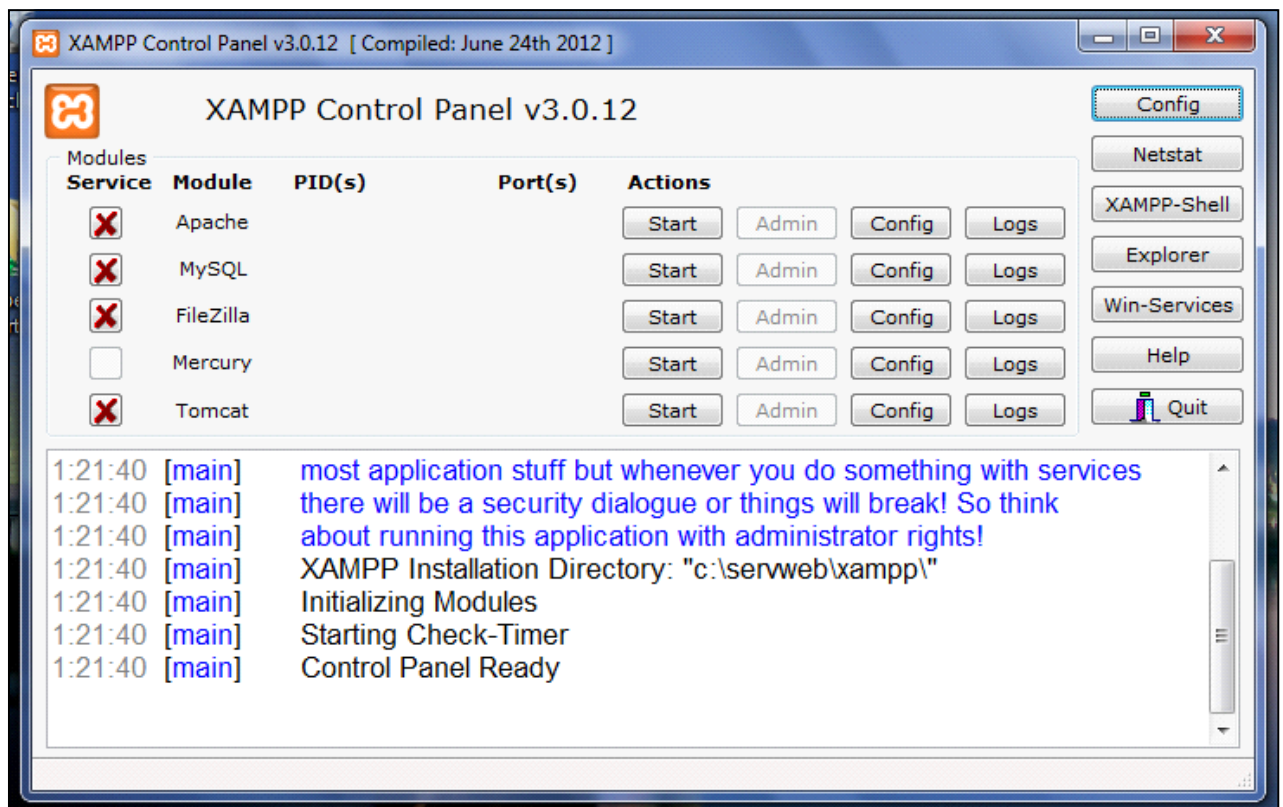 XAMPP Control Panel v3.0.12 [ Compiled: June 24th 2012 ]
XAMPP Control Panel v3.0.12
Config
Netstat
XAMPP-Shell
Explorer
Win-Services
Help
Quit
Modules
Service Module PID(s) Port(s) Actions
Apache Start Admin Config Logs
MySQL Start Admin Config Logs
FileZilla Start Admin Config Logs
Mercury Start Admin Config Logs
Tomcat Start Admin Config Logs
1:21:40 [main] most application stuff but whenever you do something with services
1:21:40 [main] there will be a security dialogue or things will break! So think
1:21:40 [main] about running this application with administrator rights!
1:21:40 [main] XAMPP Installation Directory: "c:\servweb\xampp\"
1:21:40 [main] Initializing Modules
1:21:40 [main] Starting Check-Timer
1:21:40 [main] Control Panel Ready